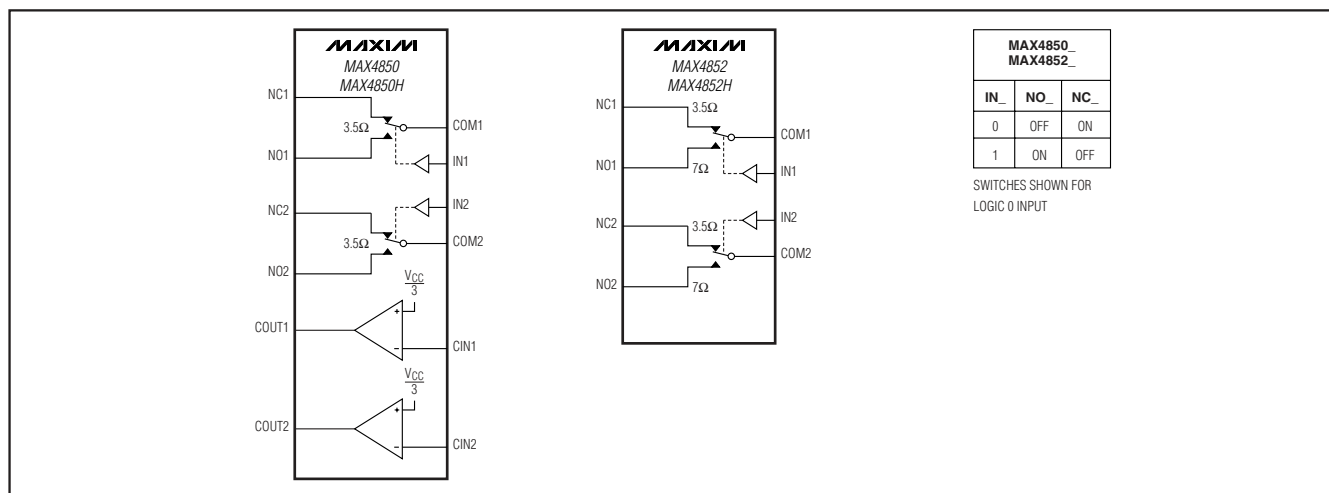 MAXIM
MAX4850
MAX4850H
NC1
3.5Ω
COM1
NO1
IN1
NC2
IN2
3.5Ω
COM2
NO2
VCC
3
+
COUT1
−
CIN1
VCC
3
+
COUT2
−
CIN2
MAXIM
MAX4852
MAX4852H
NC1
3.5Ω
COM1
NO1
7Ω
IN1
NC2
3.5Ω
IN2
COM2
NO2
7Ω
MAX4850_
MAX4852_
IN_ NO_ NC_
0 OFF ON
1 ON OFF
SWITCHES SHOWN FOR
LOGIC 0 INPUT